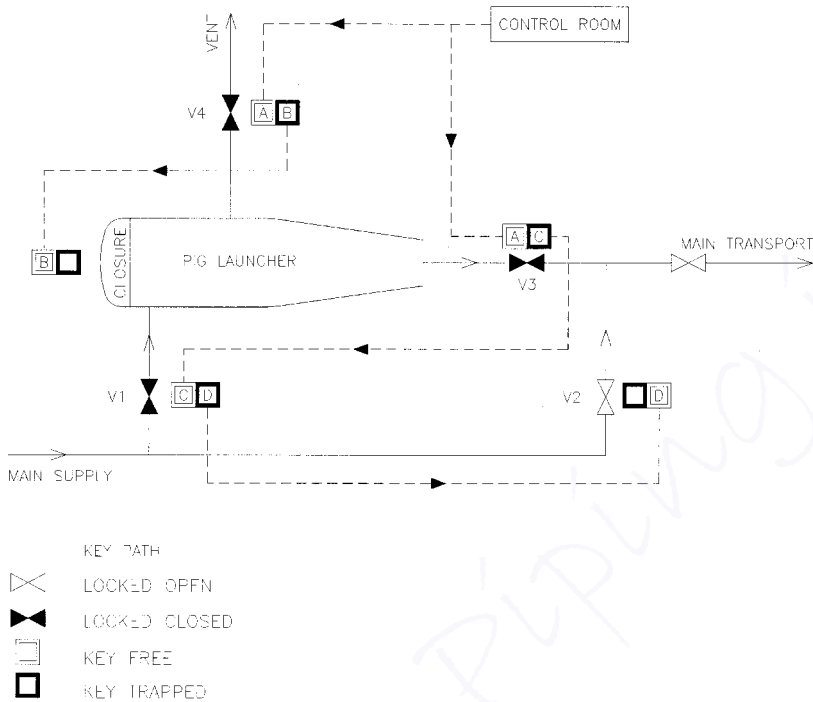 CONTROL ROOM
VENT
V4
A B
B
CLOSURE
PIG LAUNCHER
A C
V3
MAIN TRANSPORT
V1
C D
V2
D
MAIN SUPPLY
KEY PATH
LOCKED OPEN
LOCKED CLOSED
KEY FREE
KEY TRAPPED
Piping